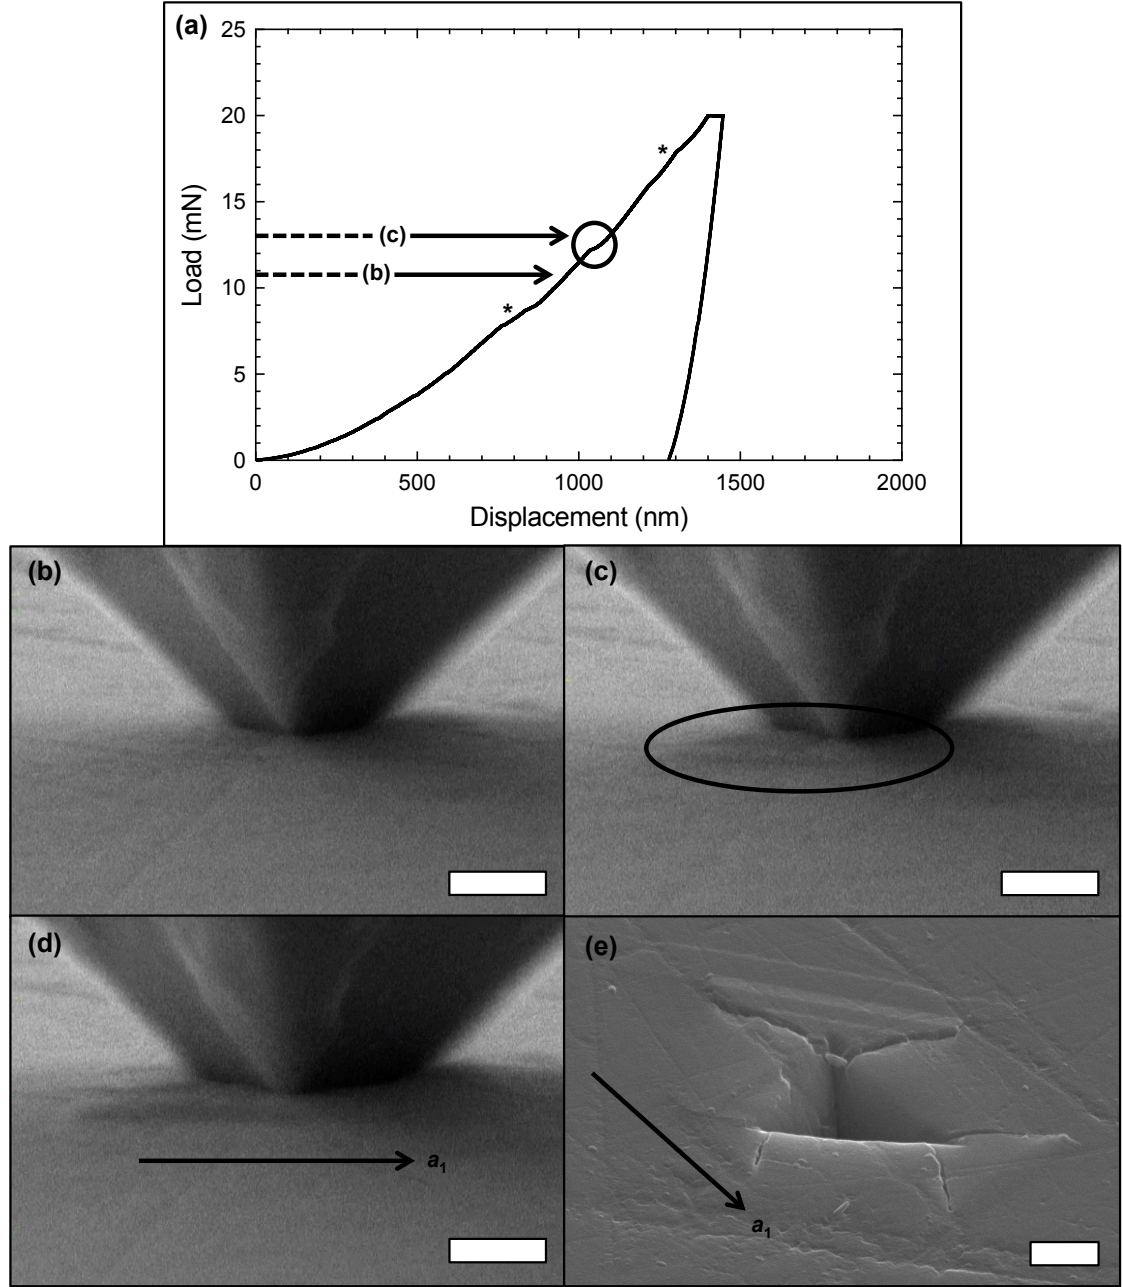 (a)
25
20
15
10
5
0
Load (mN)
*
*
(c)
(b)
0 500 1000 1500 2000
Displacement (nm)
(b)
(c)
(d)
a1
(e)
a1